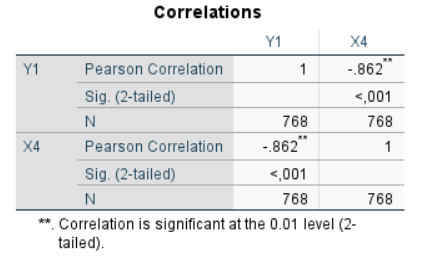 Correlations
Y1 X4
Y1 Pearson Correlation 1 -.862**
Sig. (2-tailed) <,001
N 768 768
X4 Pearson Correlation -.862** 1
Sig. (2-tailed) <,001
N 768 768
**. Correlation is significant at the 0.01 level (2-
tailed).